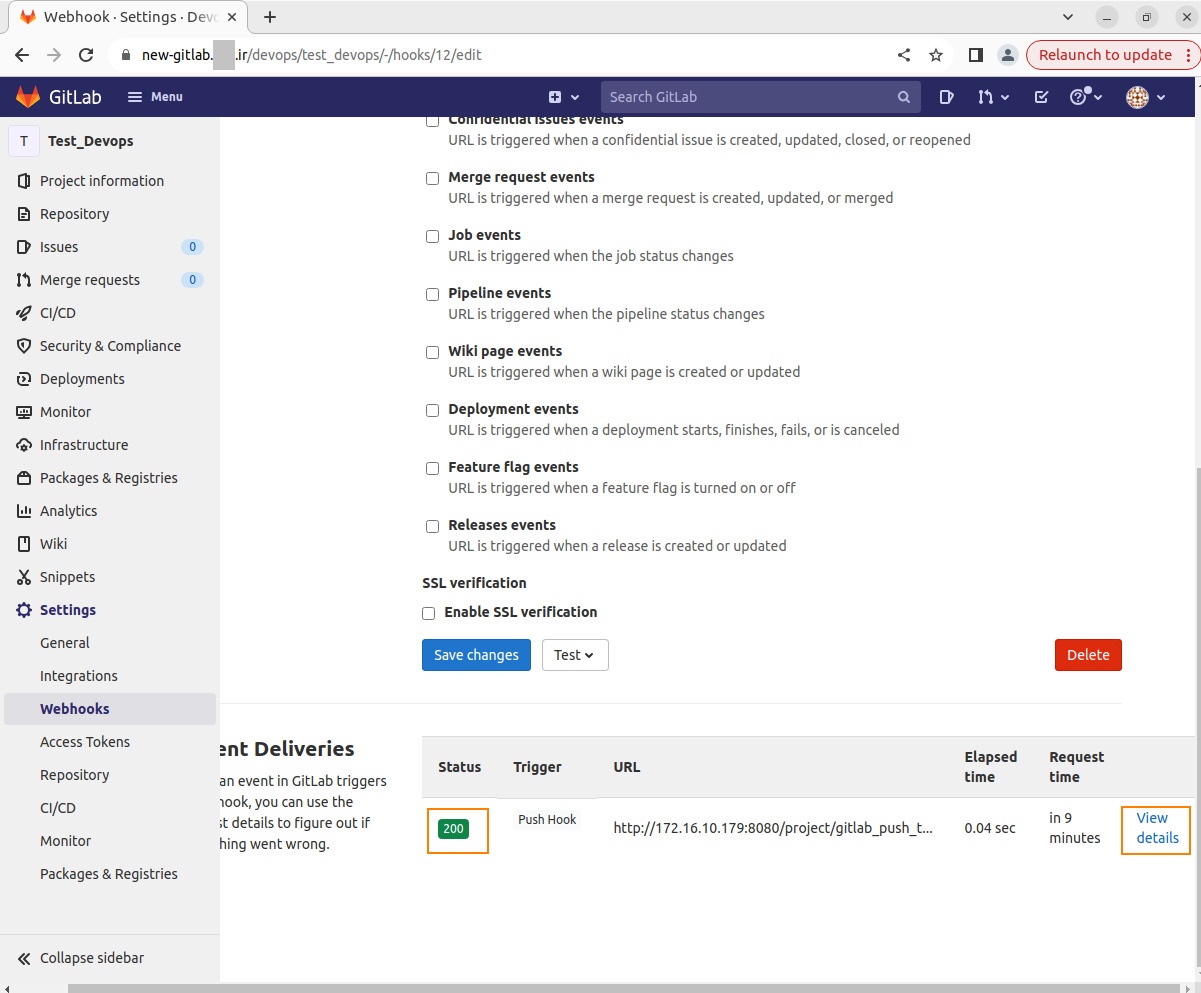 Webhook · Settings · Devo
new-gitlab. .ir/devops/test_devops/-/hooks/12/edit
Relaunch to update
GitLab
Menu
Search GitLab
T Test_Devops
Project information
Repository
Issues 0
Merge requests 0
CI/CD
Security & Compliance
Deployments
Monitor
Infrastructure
Packages & Registries
Analytics
Wiki
Snippets
Settings
General
Integrations
Webhooks
Access Tokens
Repository
CI/CD
Monitor
Packages & Registries
Collapse sidebar
Confidential issues events
URL is triggered when a confidential issue is created, updated, closed, or reopened
Merge request events
URL is triggered when a merge request is created, updated, or merged
Job events
URL is triggered when the job status changes
Pipeline events
URL is triggered when the pipeline status changes
Wiki page events
URL is triggered when a wiki page is created or updated
Deployment events
URL is triggered when a deployment starts, finishes, fails, or is canceled
Feature flag events
URL is triggered when a feature flag is turned on or off
Releases events
URL is triggered when a release is created or updated
SSL verification
Enable SSL verification
Save changes Test Delete
ent Deliveries
an event in GitLab triggers
hook, you can use the
st details to figure out if
hing went wrong.
Status Trigger URL Elapsed time Request time
200 Push Hook http://172.16.10.179:8080/project/gitlab_push_t... 0.04 sec in 9 minutes View details